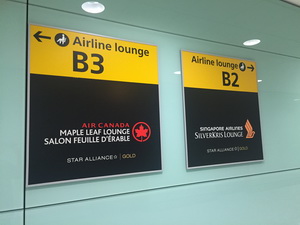 Airline lounge
B3
AIR CANADA
MAPLE LEAF LOUNGE
SALON FEUILLE D'ÉRABLE
STAR ALLIANCE | GOLD
Airline lounge
B2
SINGAPORE AIRLINES
SILVERKRIS LOUNGE
STAR ALLIANCE | GOLD